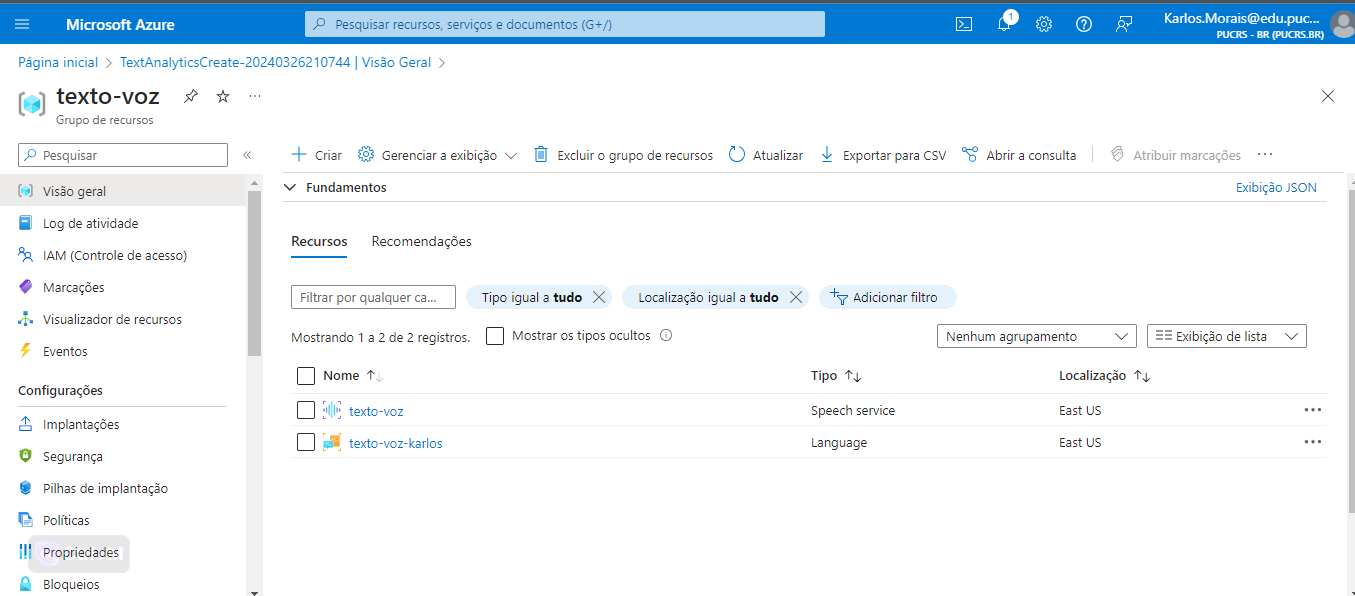 Microsoft Azure
Pesquisar recursos, serviços e documentos (G+/)
1
Karlos.Morais@edu.puc...
PUCRS - BR (PUCRS.BR)
Página inicial > TextAnalyticsCreate-20240326210744 | Visão Geral >
texto-voz
Grupo de recursos
Pesquisar
Criar
Gerenciar a exibição
Excluir o grupo de recursos
Atualizar
Exportar para CSV
Abrir a consulta
Atribuir marcações
Visão geral
Log de atividade
IAM (Controle de acesso)
Marcações
Visualizador de recursos
Eventos
Configurações
Implantações
Segurança
Pilhas de implantação
Políticas
Propriedades
Bloqueios
Fundamentos
Exibição JSON
Recursos
Recomendações
Filtrar por qualquer ca...
Tipo igual a tudo
Localização igual a tudo
Adicionar filtro
Mostrando 1 a 2 de 2 registros.
Mostrar os tipos ocultos
Nenhum agrupamento
Exibição de lista
Nome
Tipo
Localização
texto-voz
Speech service
East US
texto-voz-karlos
Language
East US